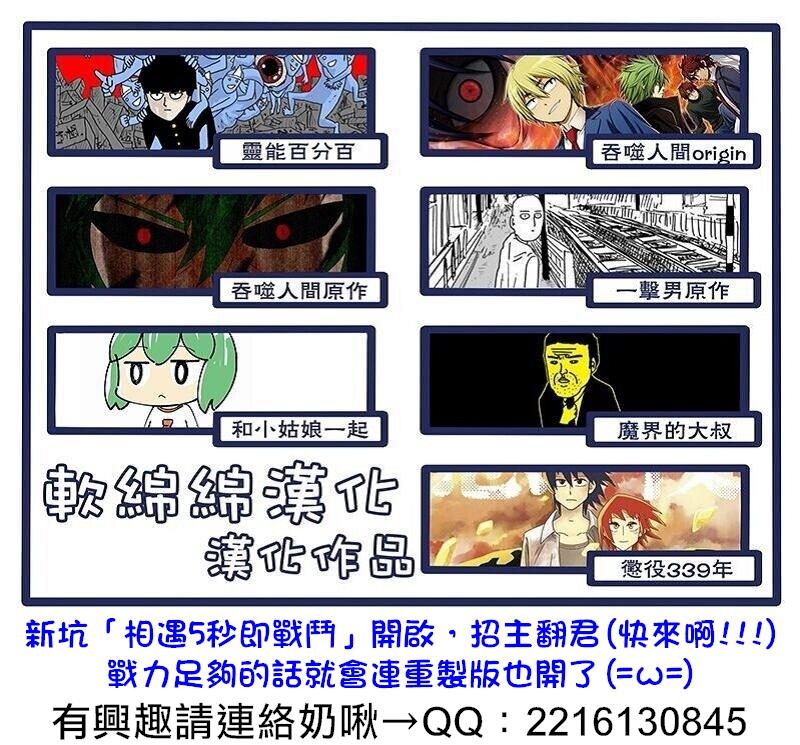 靈能百分百
吞噬人間origin
吞噬人間原作
一擊男原作
和小姑娘一起
魔界的大叔
軟綿綿漢化
漢化作品
懲役339年
新坑「相遇5秒即戰鬥」開啟，招主翻君(快來啊!!!)
戰力足夠的話就會連重製版也開了(=ω=)
有興趣請連絡奶啾→QQ：2216130845